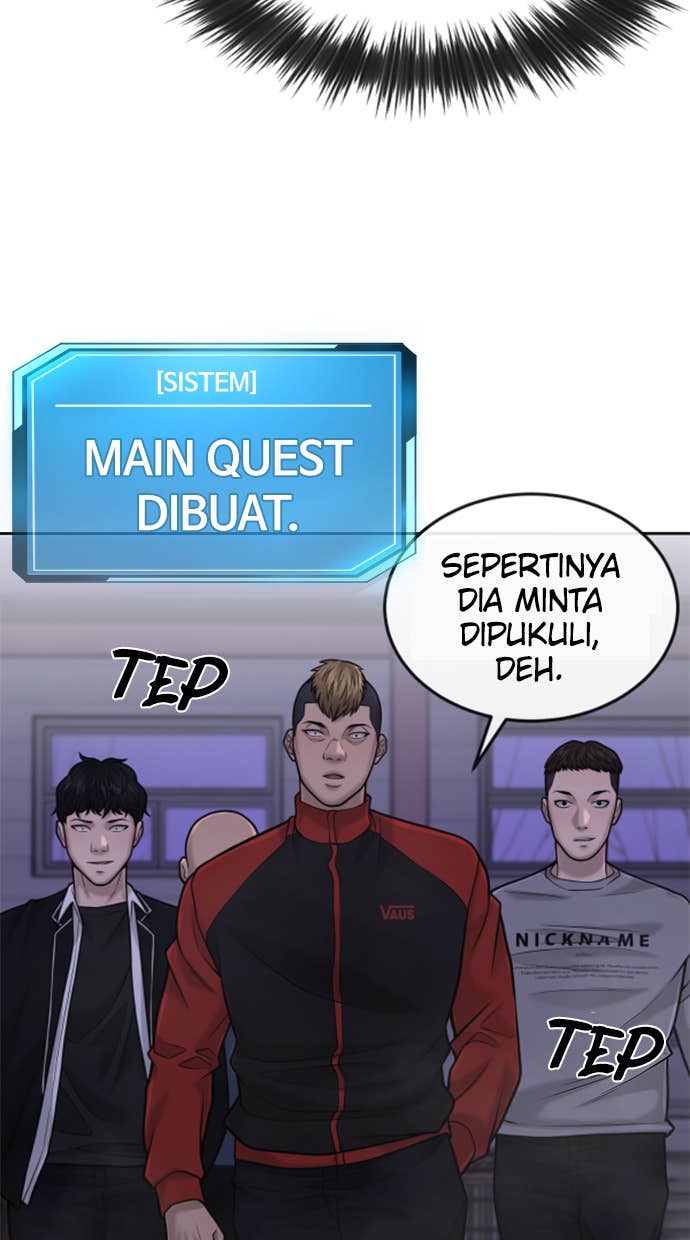 [SISTEM]
MAIN QUEST
DIBUAT.
SEPERTINYA
DIA MINTA
DIPUKULI,
DEH.
TEP
VAUS
NICKNAME
TEP